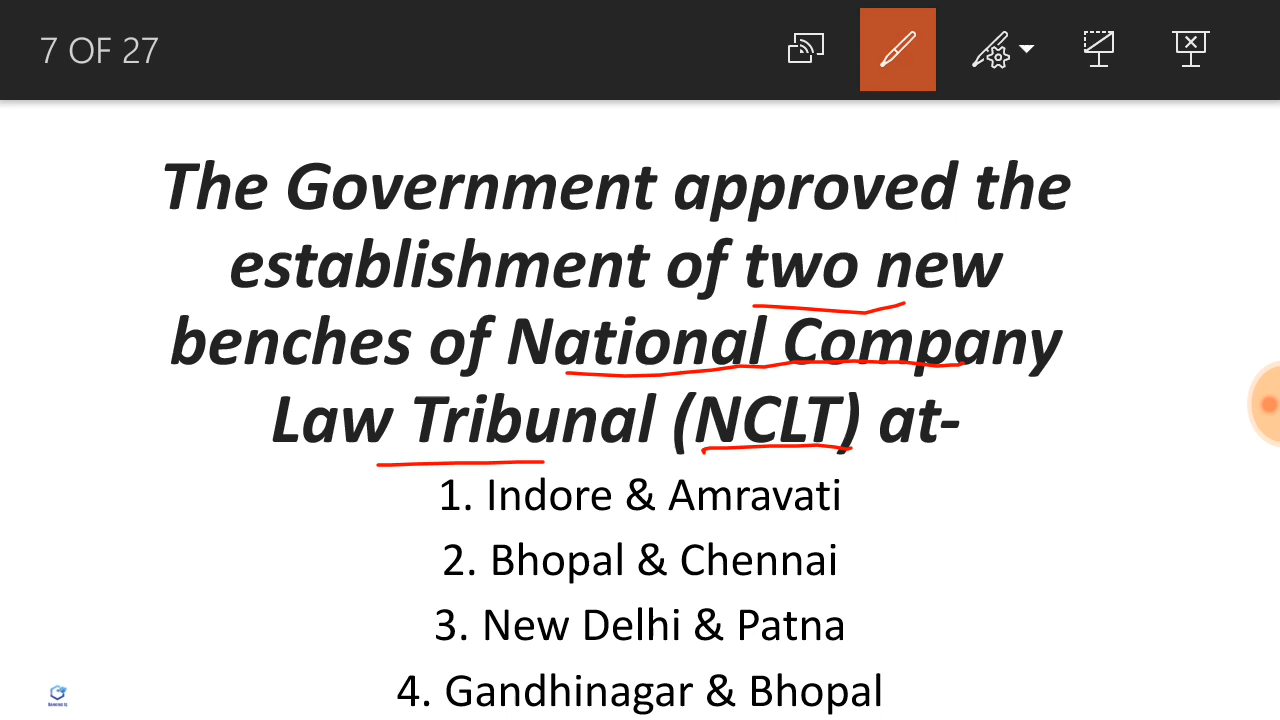 7 OF 27
The Government approved the
establishment of two new
benches of National Company
Law Tribunal (NCLT) at-
1. Indore & Amravati
2. Bhopal & Chennai
3. New Delhi & Patna
4. Gandhinagar & Bhopal